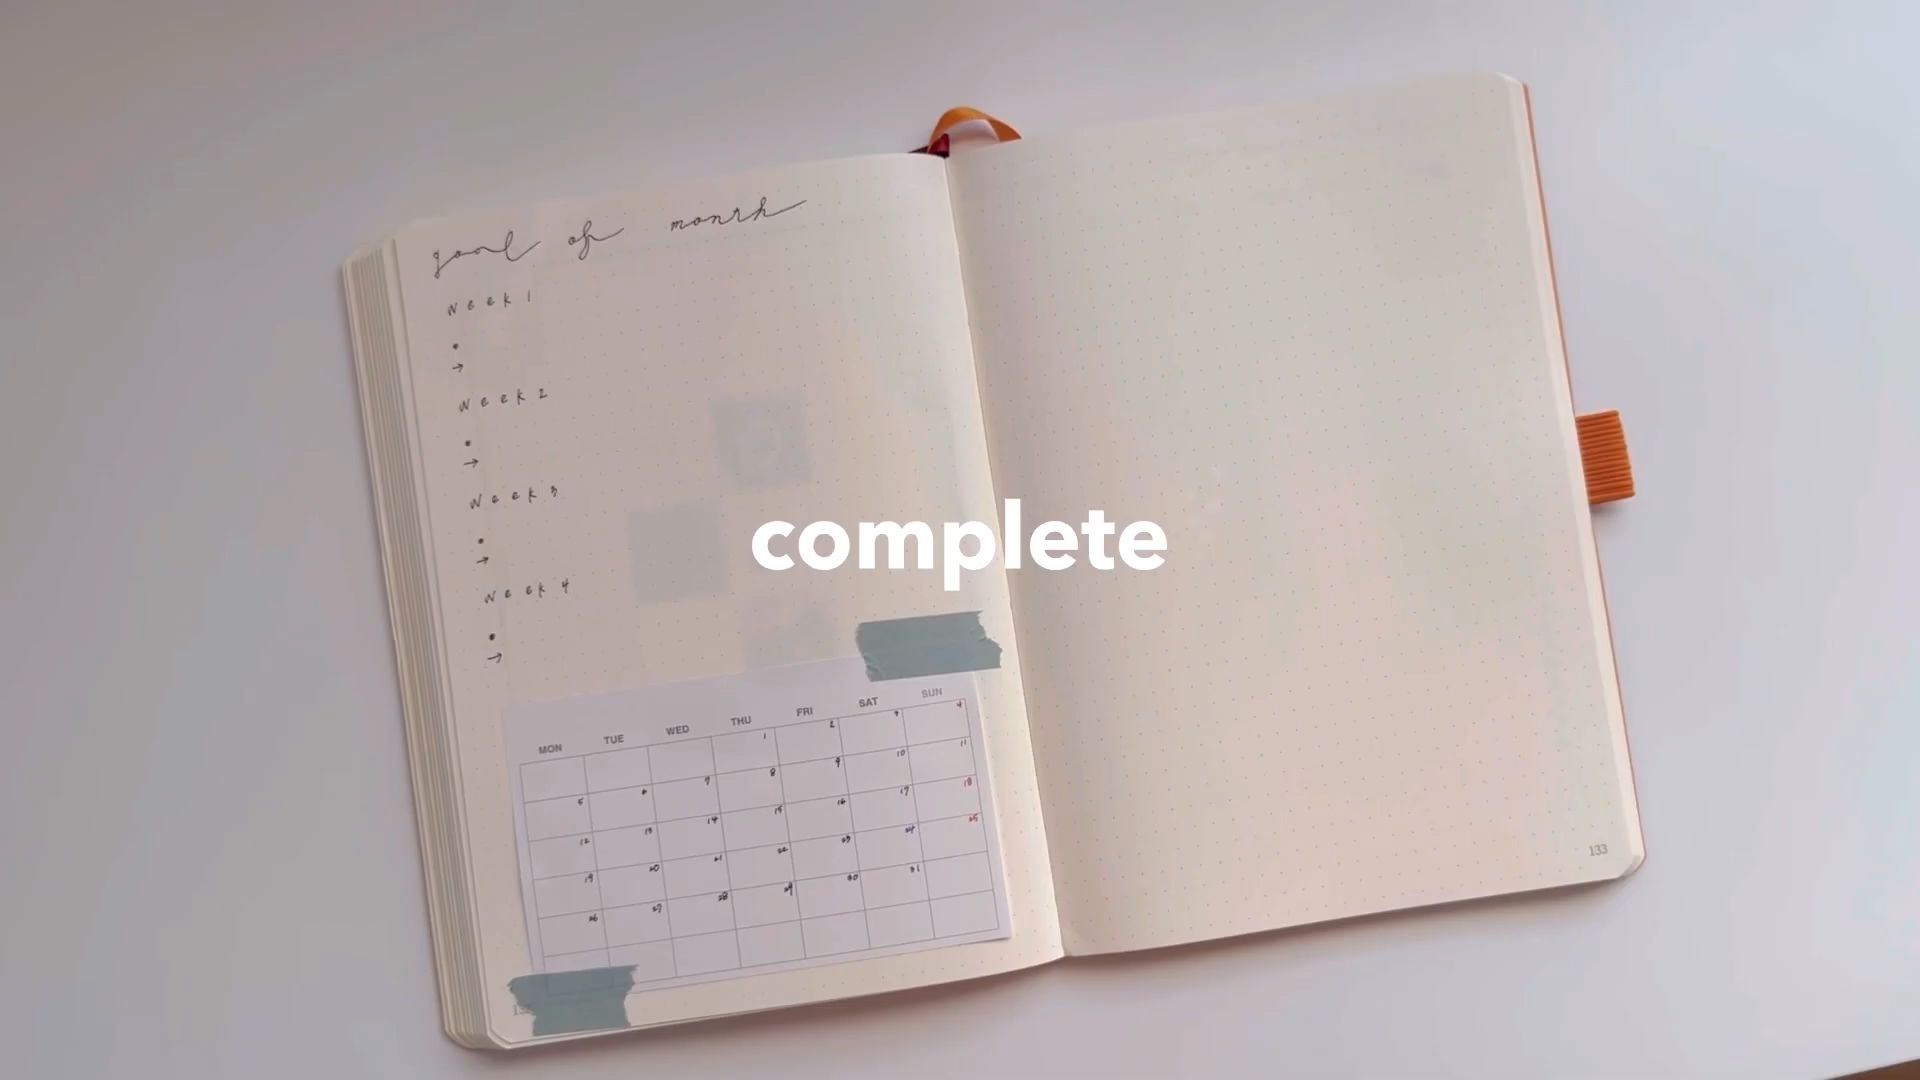 goal of month
week 1
•
→
week 2
•
→
week 3
•
→
week 4
•
→
complete
MON TUE WED THU FRI SAT SUN
1 2 3 4
5 6 7 8 9 10 11
12 13 14 15 16 17 18
19 20 21 22 23 24 25
26 27 28 29 30 31
133